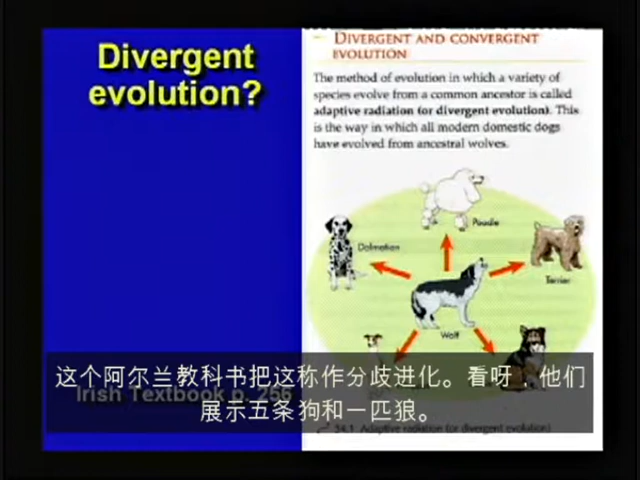 Divergent
evolution?
DIVERGENT AND CONVERGENT
EVOLUTION
The method of evolution in which a variety of
species evolve from a common ancestor is called
adaptive radiation (or divergent evolution). This
is the way in which all modern domestic dogs
have evolved from ancestral wolves.
Poodle
Dalmatian
Terrier
Wolf
这个阿尔兰教科书把这称作分歧进化。看呀，他们
展示五条狗和一匹狼。
Irish Textbook p. 256
34.1 Adaptive radiation (or divergent evolution)